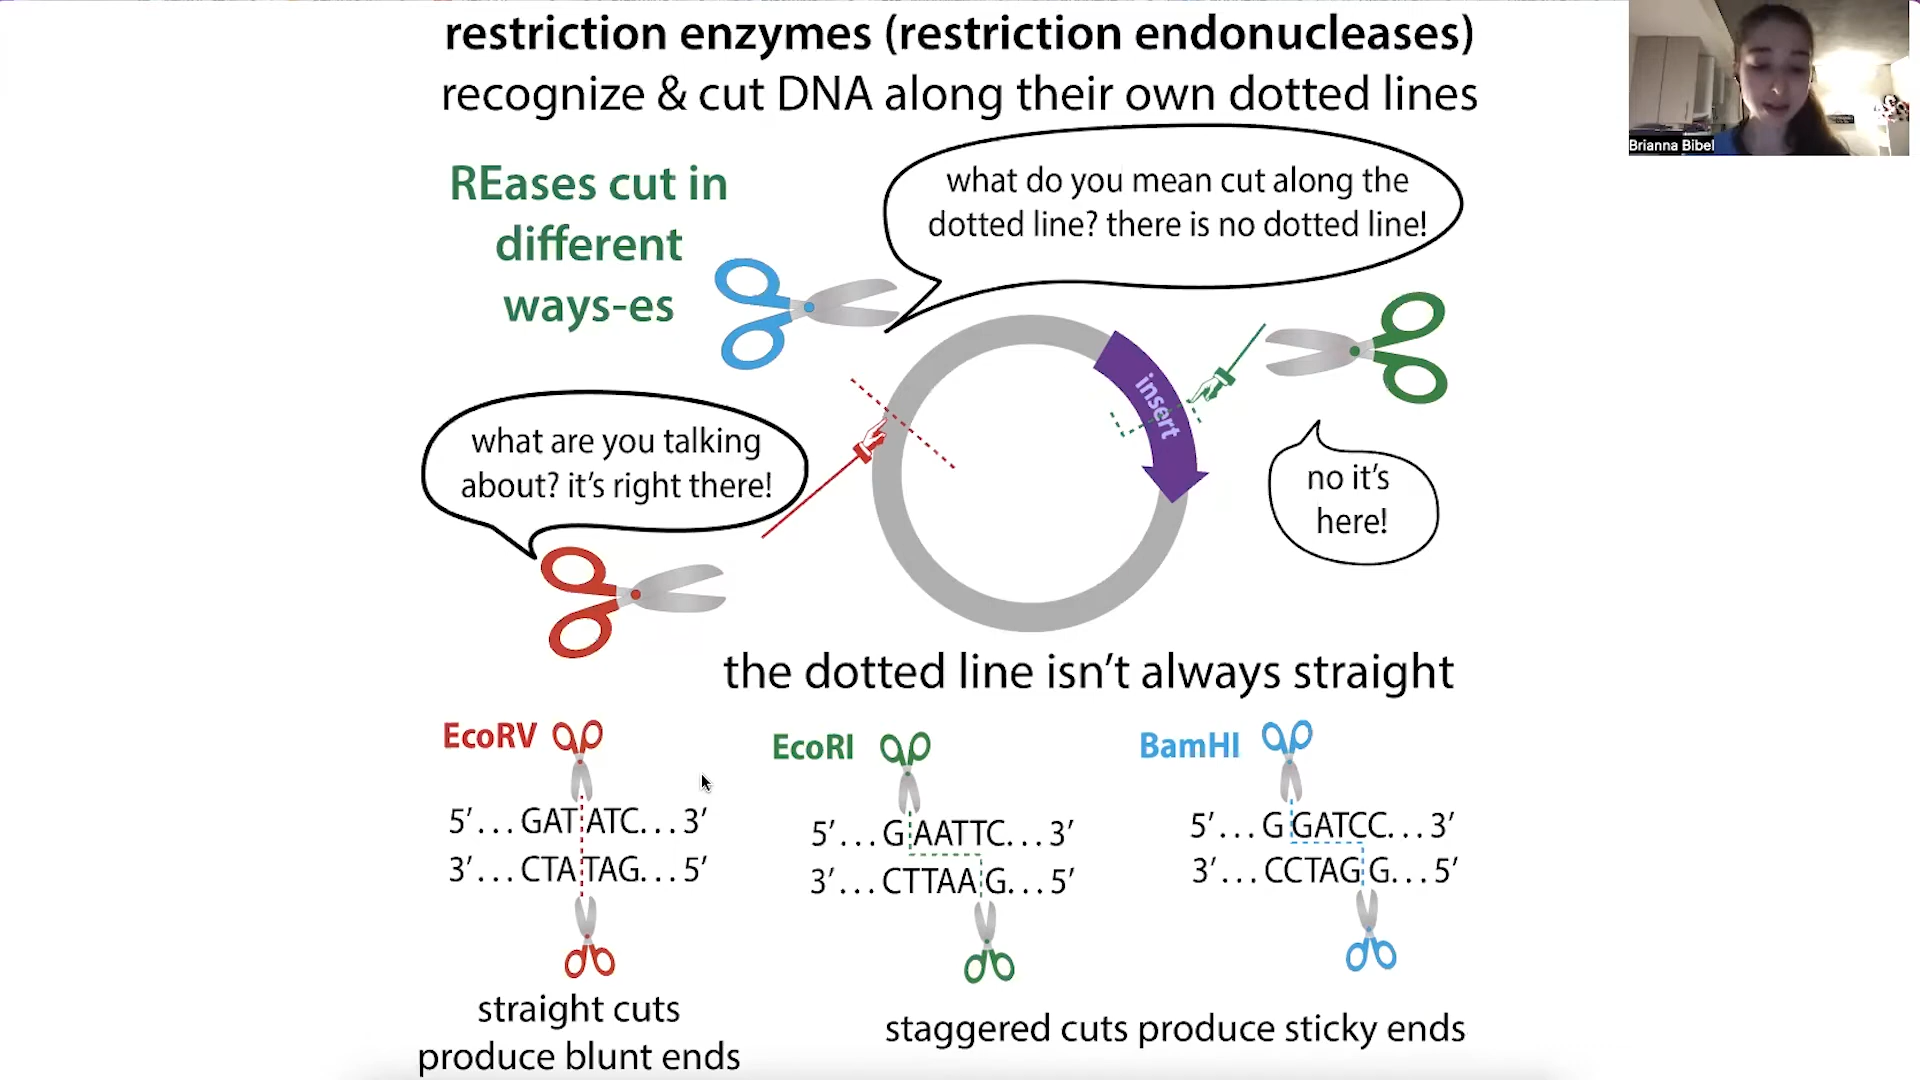 restriction enzymes (restriction endonucleases)
recognize & cut DNA along their own dotted lines
Brianna Bibel
REases cut in
different
ways-es
what do you mean cut along the
dotted line? there is no dotted line!
insert
what are you talking
about? it's right there!
no it's
here!
the dotted line isn't always straight
EcoRV
5′...GAT ATC...3′
3′...CTA TAG...5′
straight cuts
produce blunt ends
EcoRI
5′...G AATTC...3′
3′...CTTAA G...5′
BamHI
5′...G GATCC...3′
3′...CCTAG G...5′
staggered cuts produce sticky ends